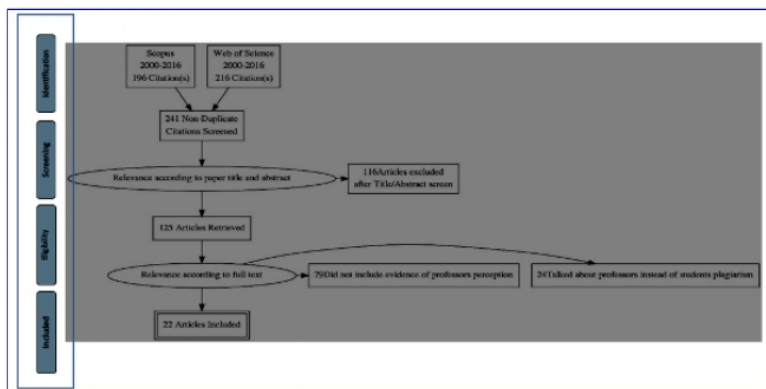 Identification
Screening
Eligibility
Included
Scopus
2000-2016
196 Citation(s)
Web of Science
2000-2016
216 Citation(s)
241 Non-Duplicate
Citations Screened
Relevance according to paper title and abstract
116Articles excluded
after Title/Abstract screen
125 Articles Retrieved
Relevance according to full text
79Did not include evidence of professors perception
24Talked about professors instead of students plagiarism
22 Articles Included